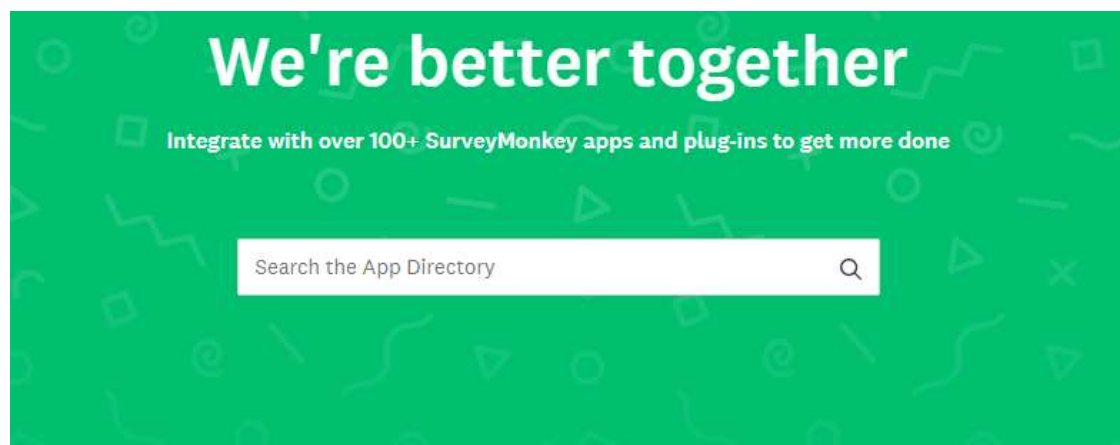 We're better together
Integrate with over 100+ SurveyMonkey apps and plug-ins to get more done
Search the App Directory